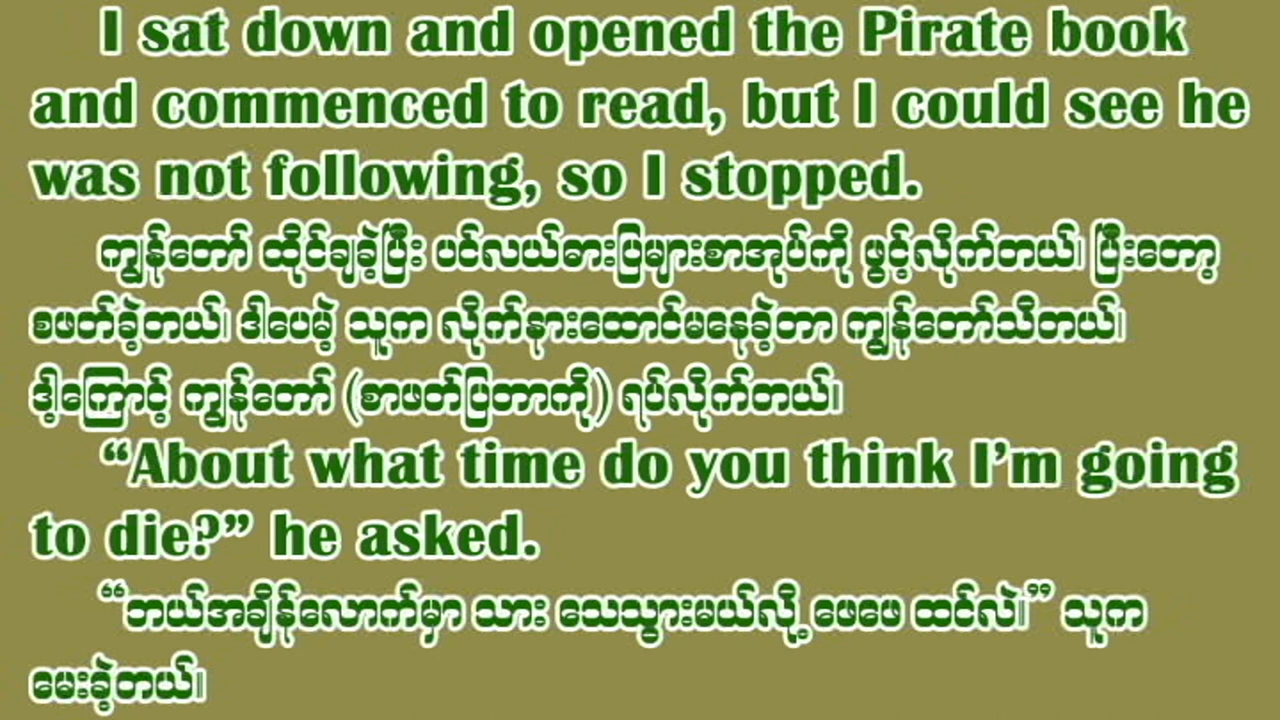 I sat down and opened the Pirate book
and commenced to read, but I could see he
was not following, so I stopped.
ကျွန်တော် ထိုင်ချခဲ့ပြီး ပင်လယ်ဓားပြများစာအုပ်ကို ဖွင့်လိုက်တယ်၊ ပြီးတော့
စဖတ်ခဲ့တယ်၊ ဒါပေမဲ့ သူက လိုက်နားထောင်မနေခဲ့တာ ကျွန်တော်သိတယ်၊
ဒါ့ကြောင့် ကျွန်တော် (စာဖတ်ပြတာကို) ရပ်လိုက်တယ်၊
“About what time do you think I’m going
to die?” he asked.
“ဘယ်အချိန်လောက်မှာ သား သေသွားမယ်လို့ ဖေဖေ ထင်လဲ။” သူက
မေးခဲ့တယ်။